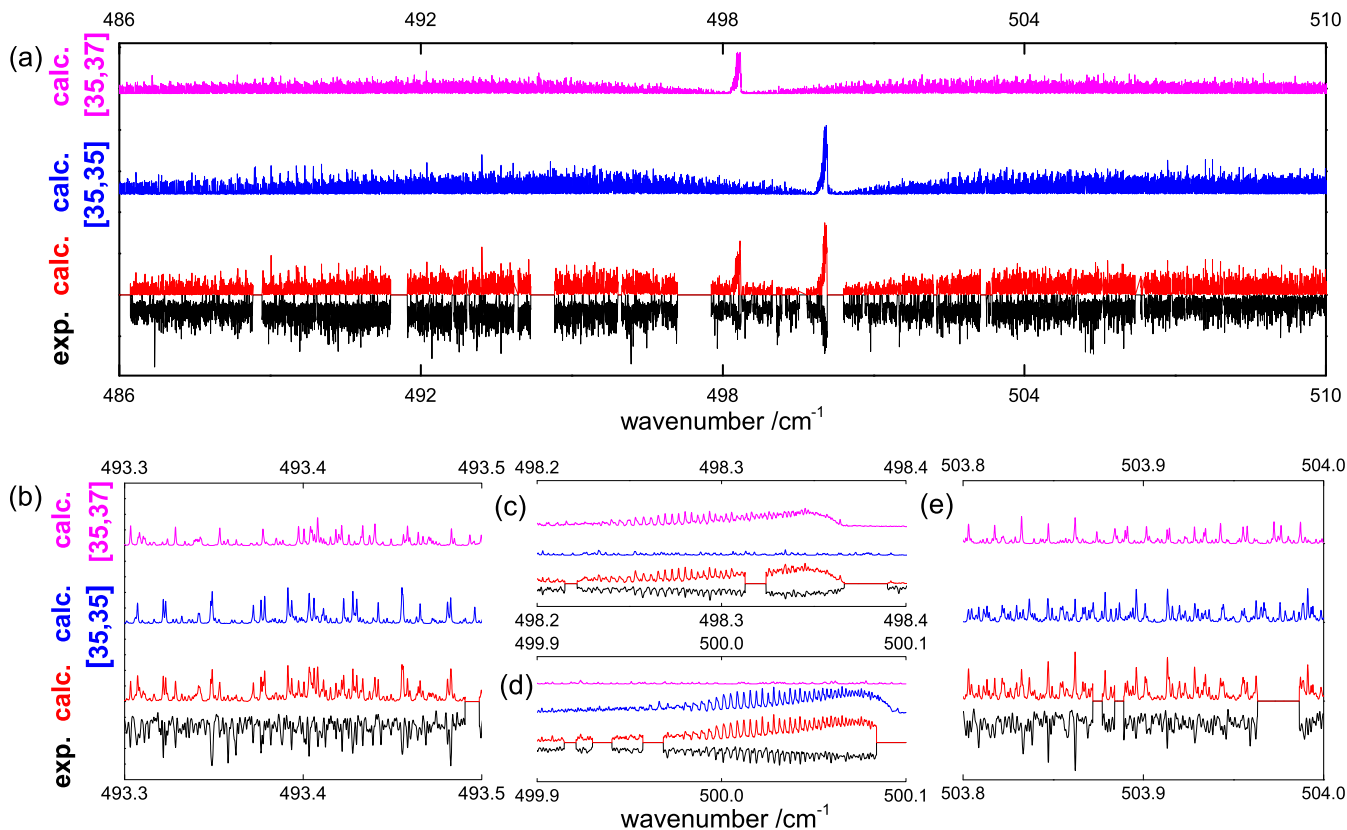 486 492 498 504 510
(a)
calc. [35,37]
calc. [35,35]
calc.
exp.
486 492 498 504 510
wavenumber /cm⁻¹
(b)
493.3 493.4 493.5
calc. [35,37]
calc. [35,35]
calc.
exp.
493.3 493.4 493.5
498.2 498.3 498.4
(c)
498.2 498.3 498.4
499.9 500.0 500.1
(d)
499.9 500.0 500.1
wavenumber /cm⁻¹
503.8 503.9 504.0
(e)
503.8 503.9 504.0